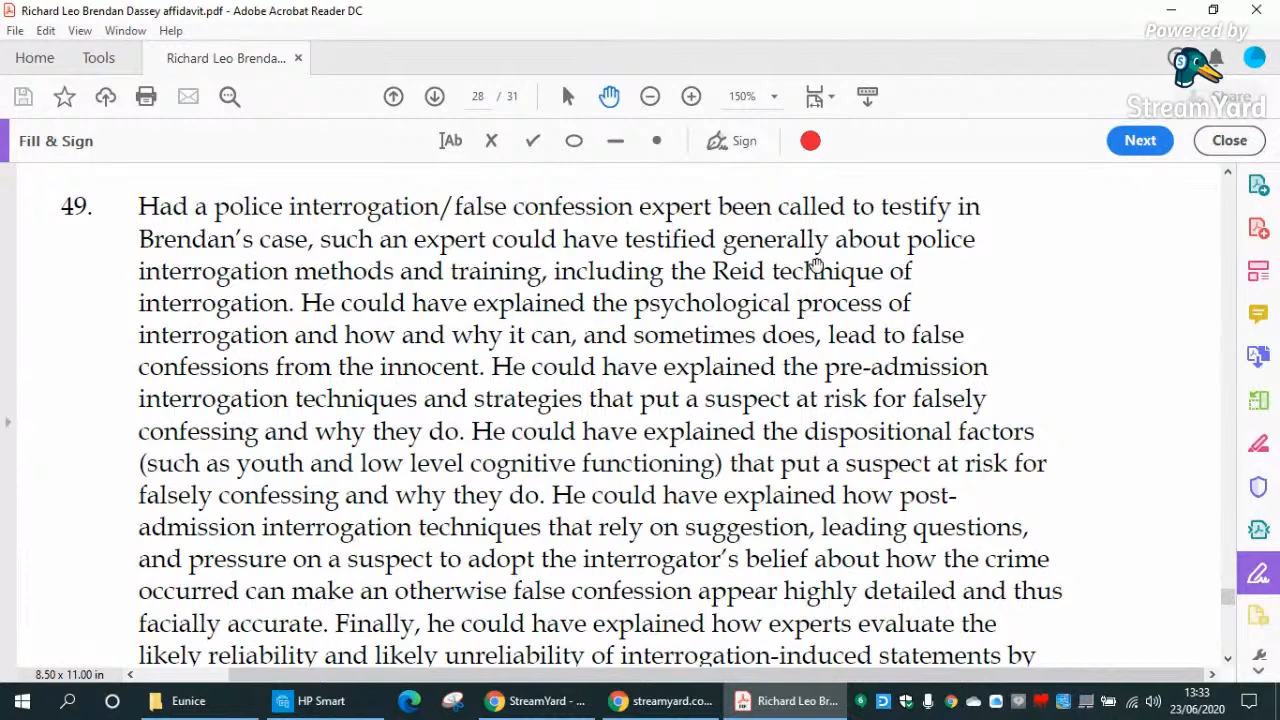 Richard Leo Brendan Dassey affidavit.pdf - Adobe Acrobat Reader DC
File Edit View Window Help
Powered by
Home Tools Richard Leo Brenda... ×
Share
StreamYard
28 / 31 150%
Fill & Sign Ab Sign Next Close
49. Had a police interrogation/false confession expert been called to testify in
Brendan’s case, such an expert could have testified generally about police
interrogation methods and training, including the Reid technique of
interrogation. He could have explained the psychological process of
interrogation and how and why it can, and sometimes does, lead to false
confessions from the innocent. He could have explained the pre-admission
interrogation techniques and strategies that put a suspect at risk for falsely
confessing and why they do. He could have explained the dispositional factors
(such as youth and low level cognitive functioning) that put a suspect at risk for
falsely confessing and why they do. He could have explained how post-
admission interrogation techniques that rely on suggestion, leading questions,
and pressure on a suspect to adopt the interrogator’s belief about how the crime
occurred can make an otherwise false confession appear highly detailed and thus
facially accurate. Finally, he could have explained how experts evaluate the
likely reliability and likely unreliability of interrogation-induced statements by
8.50 x 11.00 in
Eunice HP Smart StreamYard - ... streamyard.co... Richard Leo Br... 13:33
23/06/2020